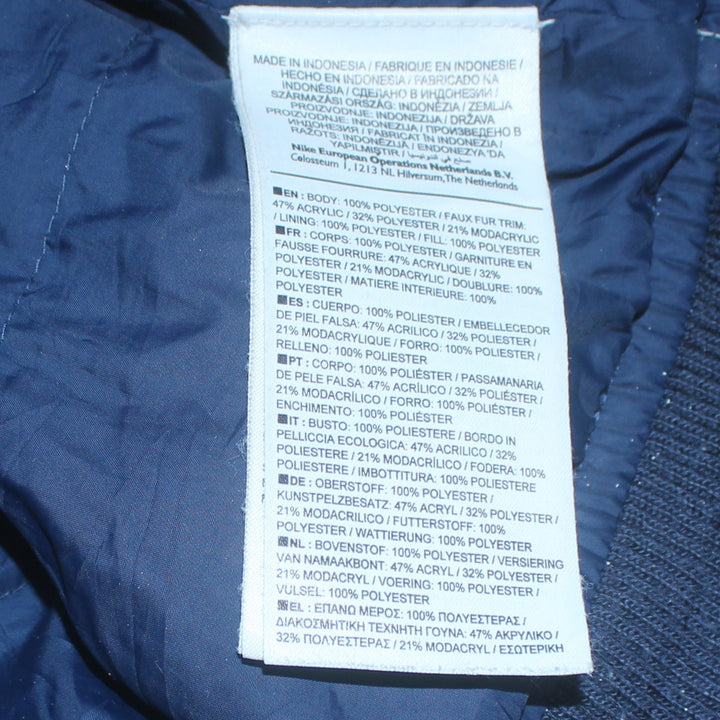 MADE IN INDONESIA / FABRIQUE EN INDONESIE /
HECHO EN INDONESIA / FABRICADO NA
INDONÉSIA / СДЕЛАНО В ИНДОНЕЗИИ /
SZÁRMAZÁSI ORSZÁG: INDONÉZIA / ZEMLJA
PROIZVODNJE: INDONEZIJA / DRŽAVA
PROIZVODNJE: INDONEZIJA / ПРОИЗВЕДЕНО В
ИНДОНЕЗИЯ / FABRICAT ÎN INDONEZIA /
RAŽOTS: INDONĒZIJĀ / ENDONEZYA'DA
YAPILMIŞTIR / صنع في اندونيسيا
Nike European Operations Netherlands B.V.
Colosseum 1, 1213 NL Hilversum, The Netherlands
EN : BODY: 100% POLYESTER / FAUX FUR TRIM:
47% ACRYLIC / 32% POLYESTER / 21% MODACRYLIC
/ LINING: 100% POLYESTER / FILL: 100% POLYESTER
FR : CORPS: 100% POLYESTER / GARNITURE EN
FAUSSE FOURRURE: 47% ACRYLIQUE / 32%
POLYESTER / 21% MODACRYLIC / DOUBLURE: 100%
POLYESTER / MATIERE INTERIEURE: 100%
POLYESTER
ES : CUERPO: 100% POLIESTER / EMBELLECEDOR
DE PIEL FALSA: 47% ACRILICO / 32% POLIESTER /
21% MODACRYLIQUE / FORRO: 100% POLIESTER /
RELLENO: 100% POLIESTER
PT : CORPO: 100% POLIÉSTER / PASSAMANARIA
DE PELE FALSA: 47% ACRÍLICO / 32% POLIÉSTER /
21% MODACRÍLICO / FORRO: 100% POLIÉSTER /
ENCHIMENTO: 100% POLIÉSTER
IT : BUSTO: 100% POLIESTERE / BORDO IN
PELLICCIA ECOLOGICA: 47% ACRILICO / 32%
POLIESTERE / 21% MODACRÍLICO / FODERA: 100%
POLIESTERE / IMBOTTITURA: 100% POLIESTERE
DE : OBERSTOFF: 100% POLYESTER /
KUNSTPELZBESATZ: 47% ACRYL / 32% POLYESTER /
21% MODACRILICO / FUTTERSTOFF: 100%
POLYESTER / WATTIERUNG: 100% POLYESTER
NL : BOVENSTOF: 100% POLYESTER / VERSIERING
VAN NAMAAKBONT: 47% ACRYL / 32% POLYESTER /
21% MODACRYL / VOERING: 100% POLYESTER /
VULSEL: 100% POLYESTER
EL : ΕΠΑΝΩ ΜΕΡΟΣ: 100% ΠΟΛΥΕΣΤΕΡΑΣ /
ΔΙΑΚΟΣΜΗΤΙΚΗ ΤΕΧΝΗΤΗ ΓΟΥΝΑ: 47% ΑΚΡΥΛΙΚΟ /
32% ΠΟΛΥΕΣΤΕΡΑΣ / 21% MODACRYL / ΕΣΩΤΕΡΙΚΗ